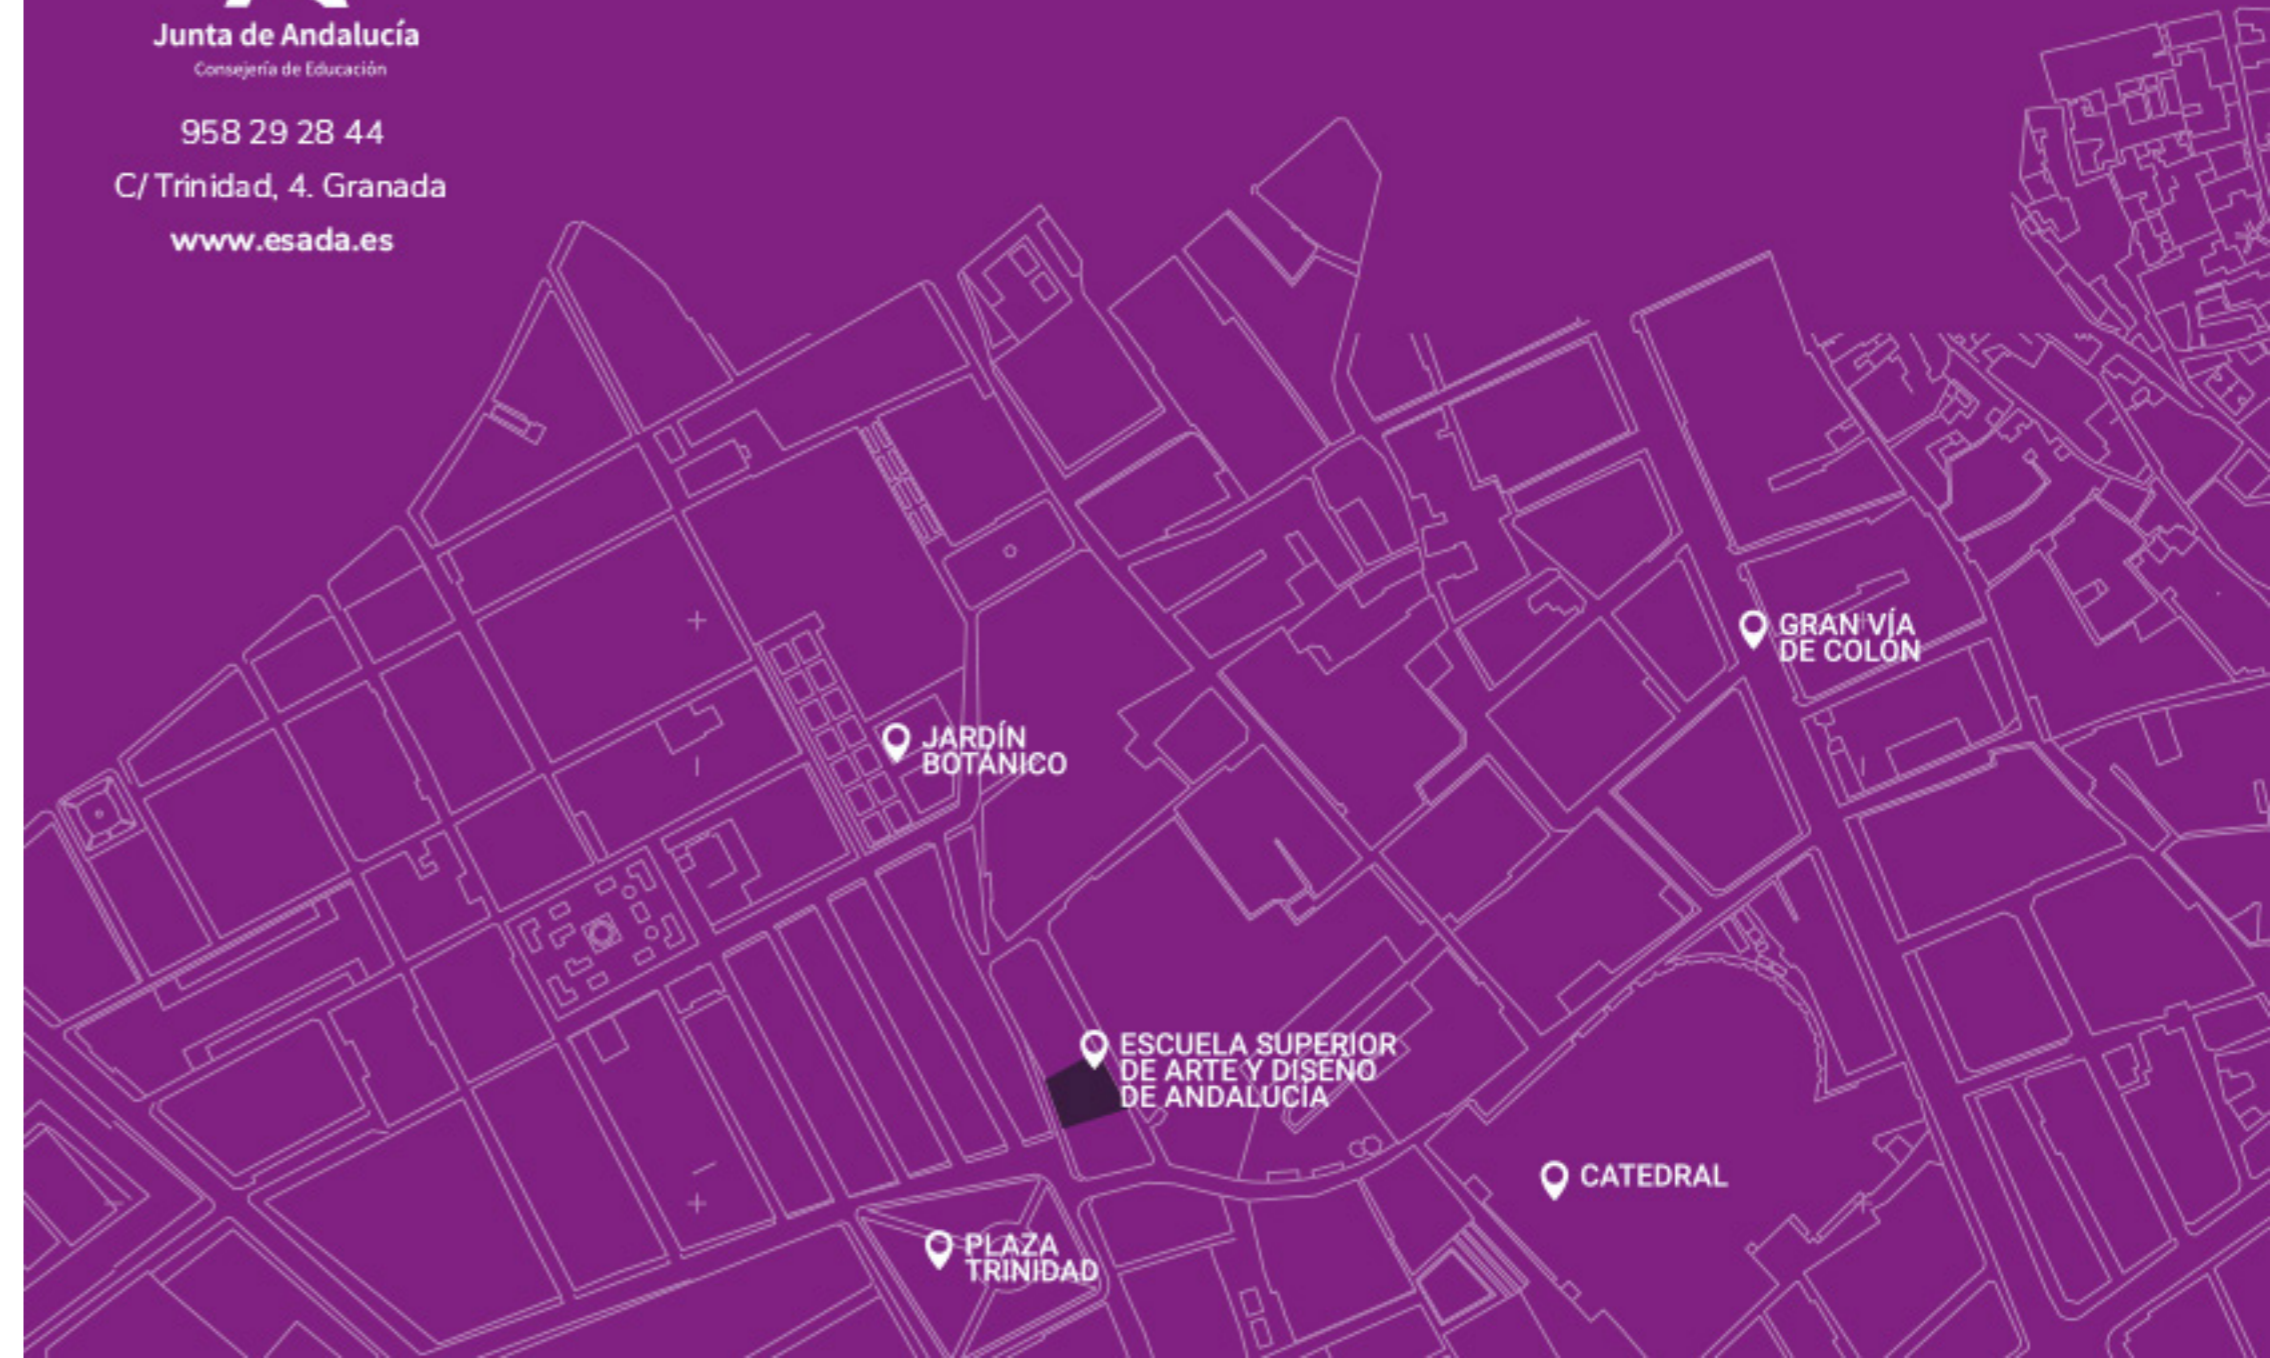 Junta de Andalucía
Consejería de Educación
958 29 28 44
C/ Trinidad, 4. Granada
www.esada.es
GRAN VÍA
DE COLÓN
JARDÍN
BOTÁNICO
ESCUELA SUPERIOR
DE ARTE Y DISEÑO
DE ANDALUCÍA
CATEDRAL
PLAZA
TRINIDAD